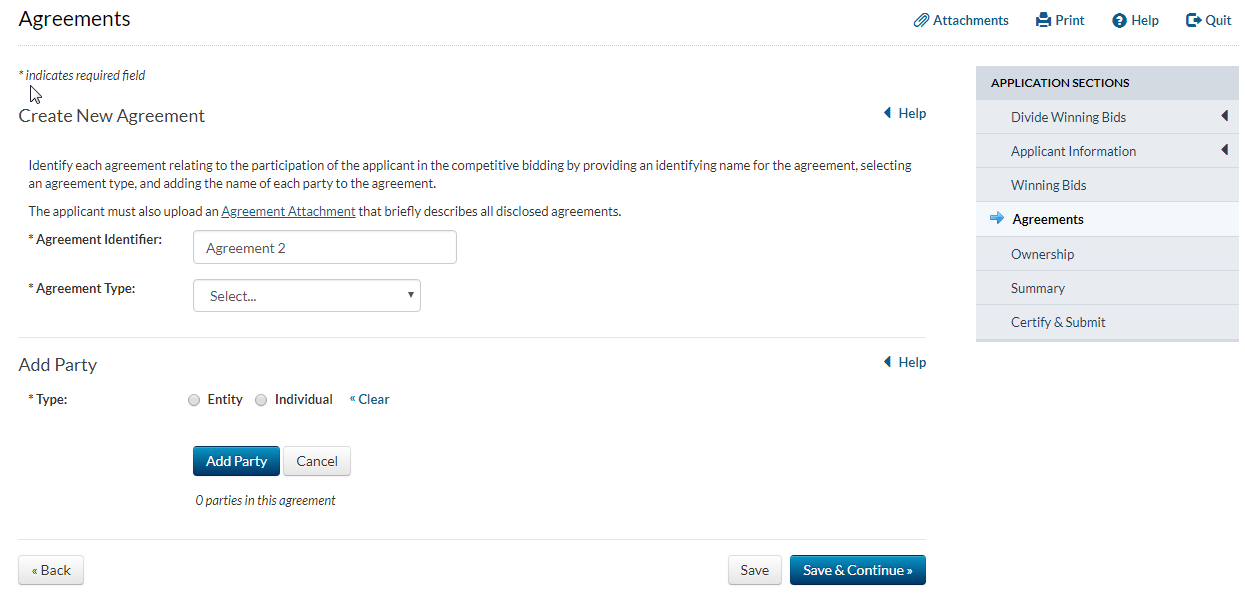 Agreements
Attachments
Print
Help
Quit
* indicates required field
Create New Agreement
Help
Identify each agreement relating to the participation of the applicant in the competitive bidding by providing an identifying name for the agreement, selecting
an agreement type, and adding the name of each party to the agreement.
The applicant must also upload an Agreement Attachment that briefly describes all disclosed agreements.
* Agreement Identifier:
Agreement 2
* Agreement Type:
Select...
Add Party
Help
* Type:
Entity
Individual
« Clear
Add Party
Cancel
0 parties in this agreement
« Back
Save
Save & Continue »
APPLICATION SECTIONS
Divide Winning Bids
Applicant Information
Winning Bids
Agreements
Ownership
Summary
Certify & Submit